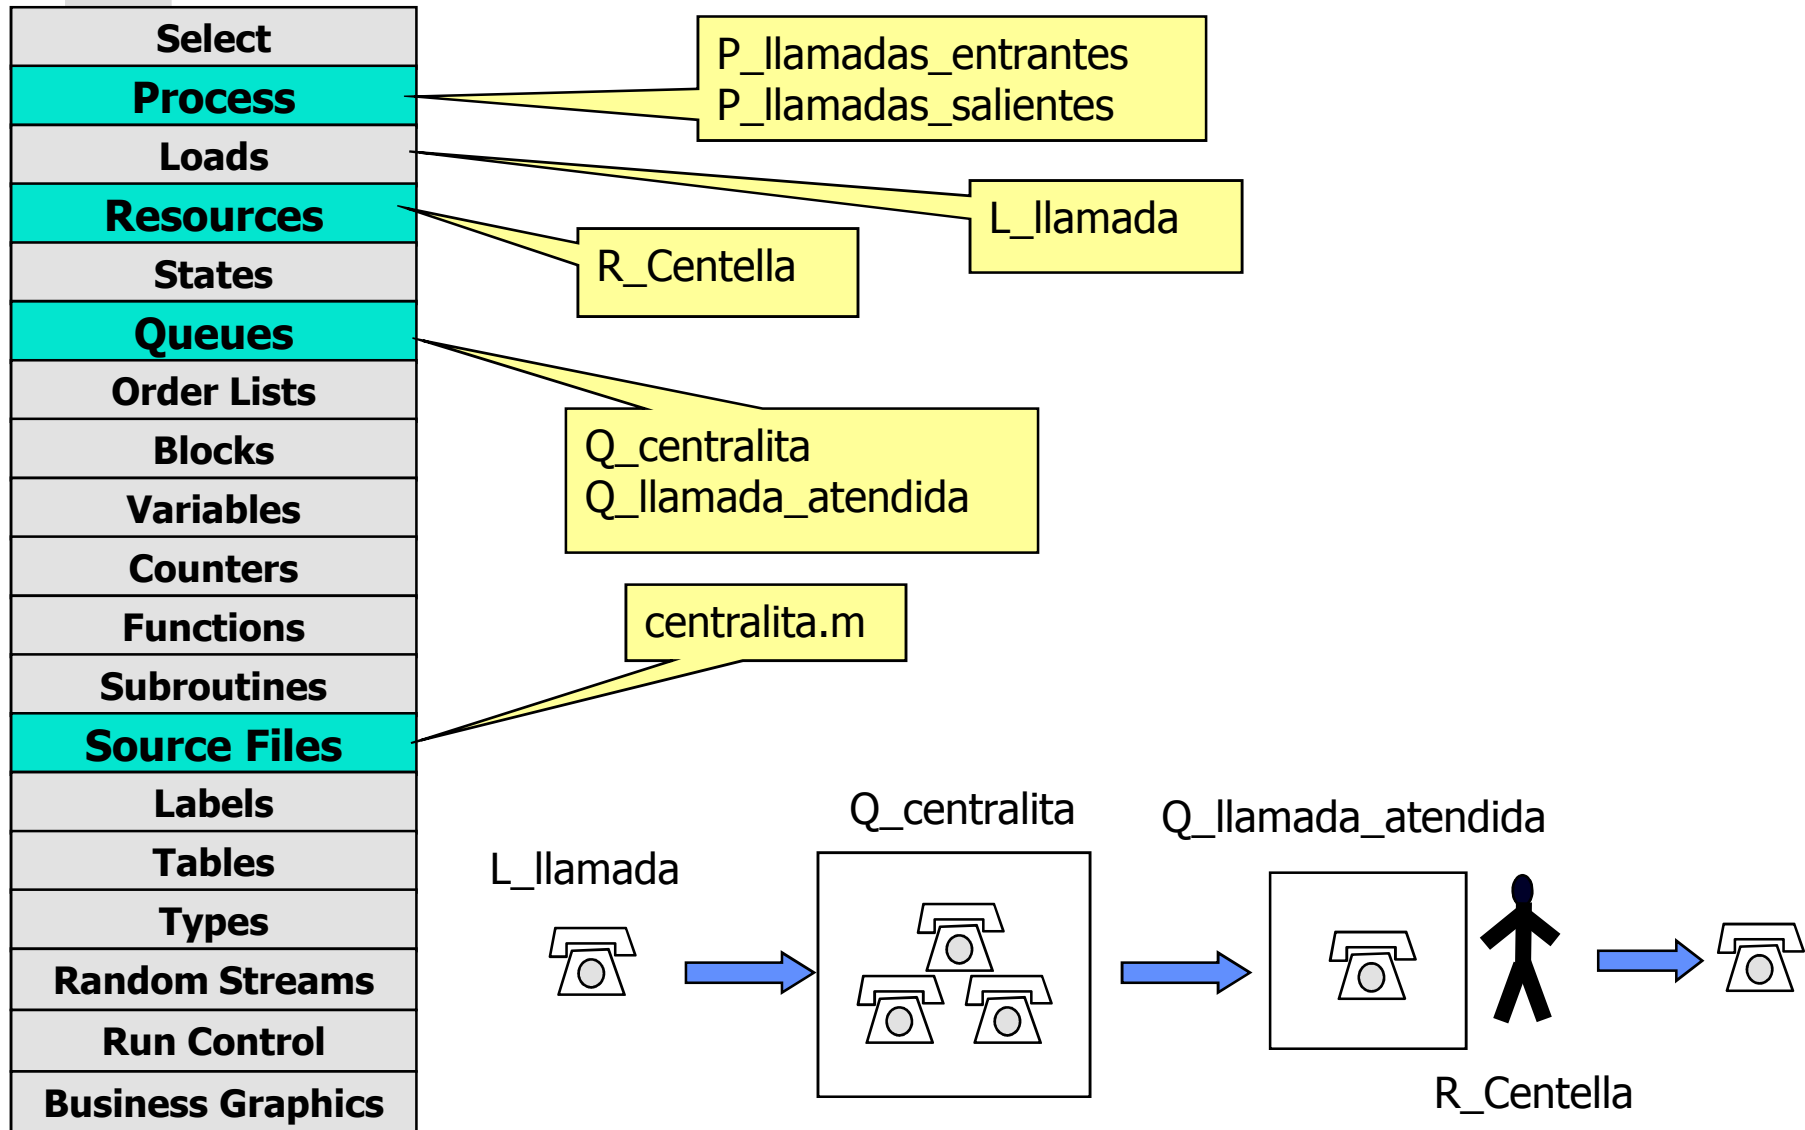 Select
Process
Loads
Resources
States
Queues
Order Lists
Blocks
Variables
Counters
Functions
Subroutines
Source Files
Labels
Tables
Types
Random Streams
Run Control
Business Graphics
P_llamadas_entrantes
P_llamadas_salientes
L_llamada
R_Centella
Q_centralita
Q_llamada_atendida
centralita.m
L_llamada
Q_centralita
Q_llamada_atendida
R_Centella